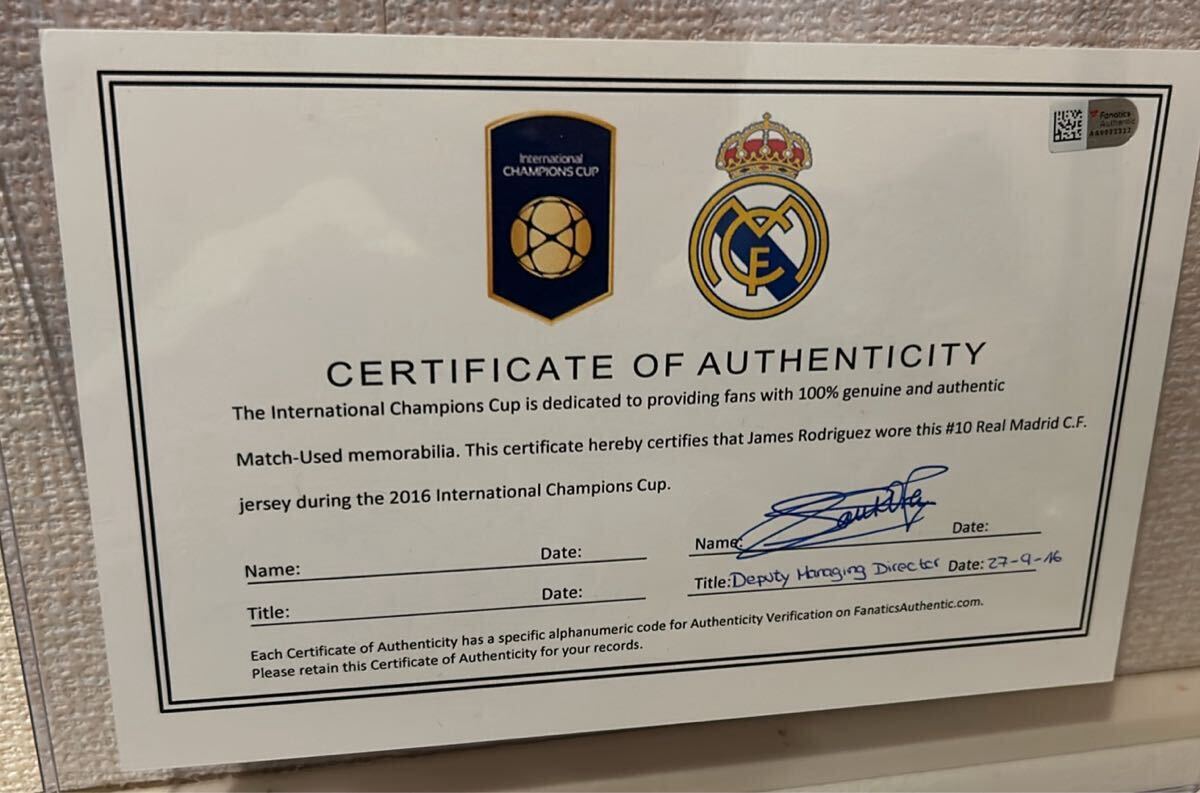 International
CHAMPIONS CUP
Fanatics
Authentic
CERTIFICATE OF AUTHENTICITY
The International Champions Cup is dedicated to providing fans with 100% genuine and authentic
Match-Used memorabilia. This certificate hereby certifies that James Rodriguez wore this #10 Real Madrid C.F.
jersey during the 2016 International Champions Cup.
Name: Date:
Title: Date:
Name: Date:
Title: Deputy Managing Director Date: 27-9-16
Each Certificate of Authenticity has a specific alphanumeric code for Authenticity Verification on FanaticsAuthentic.com.
Please retain this Certificate of Authenticity for your records.